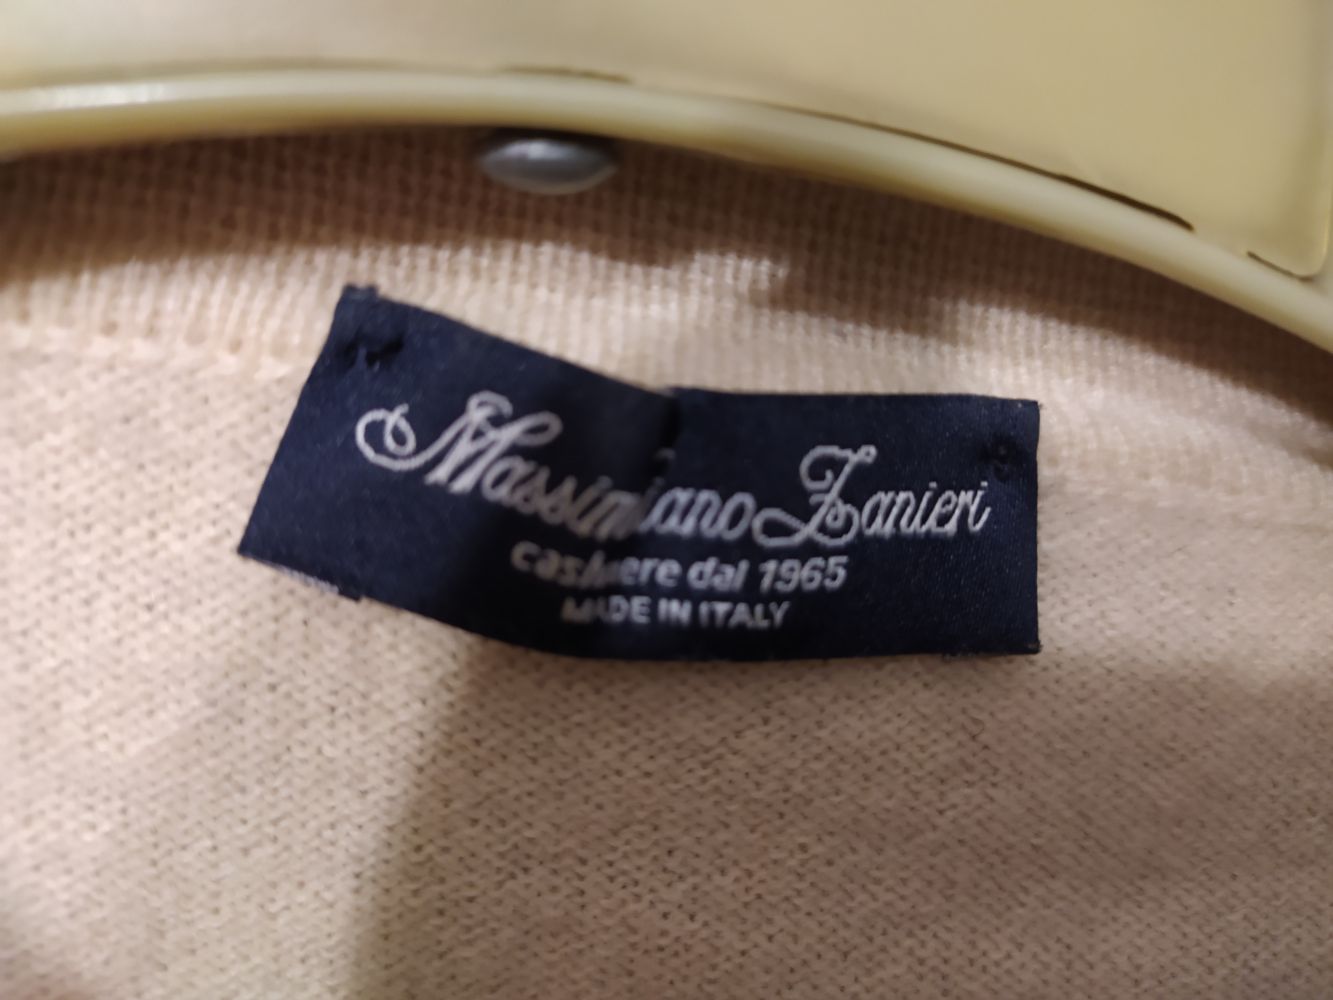 Massimiano Zanieri
cashmere dal 1965
MADE IN ITALY